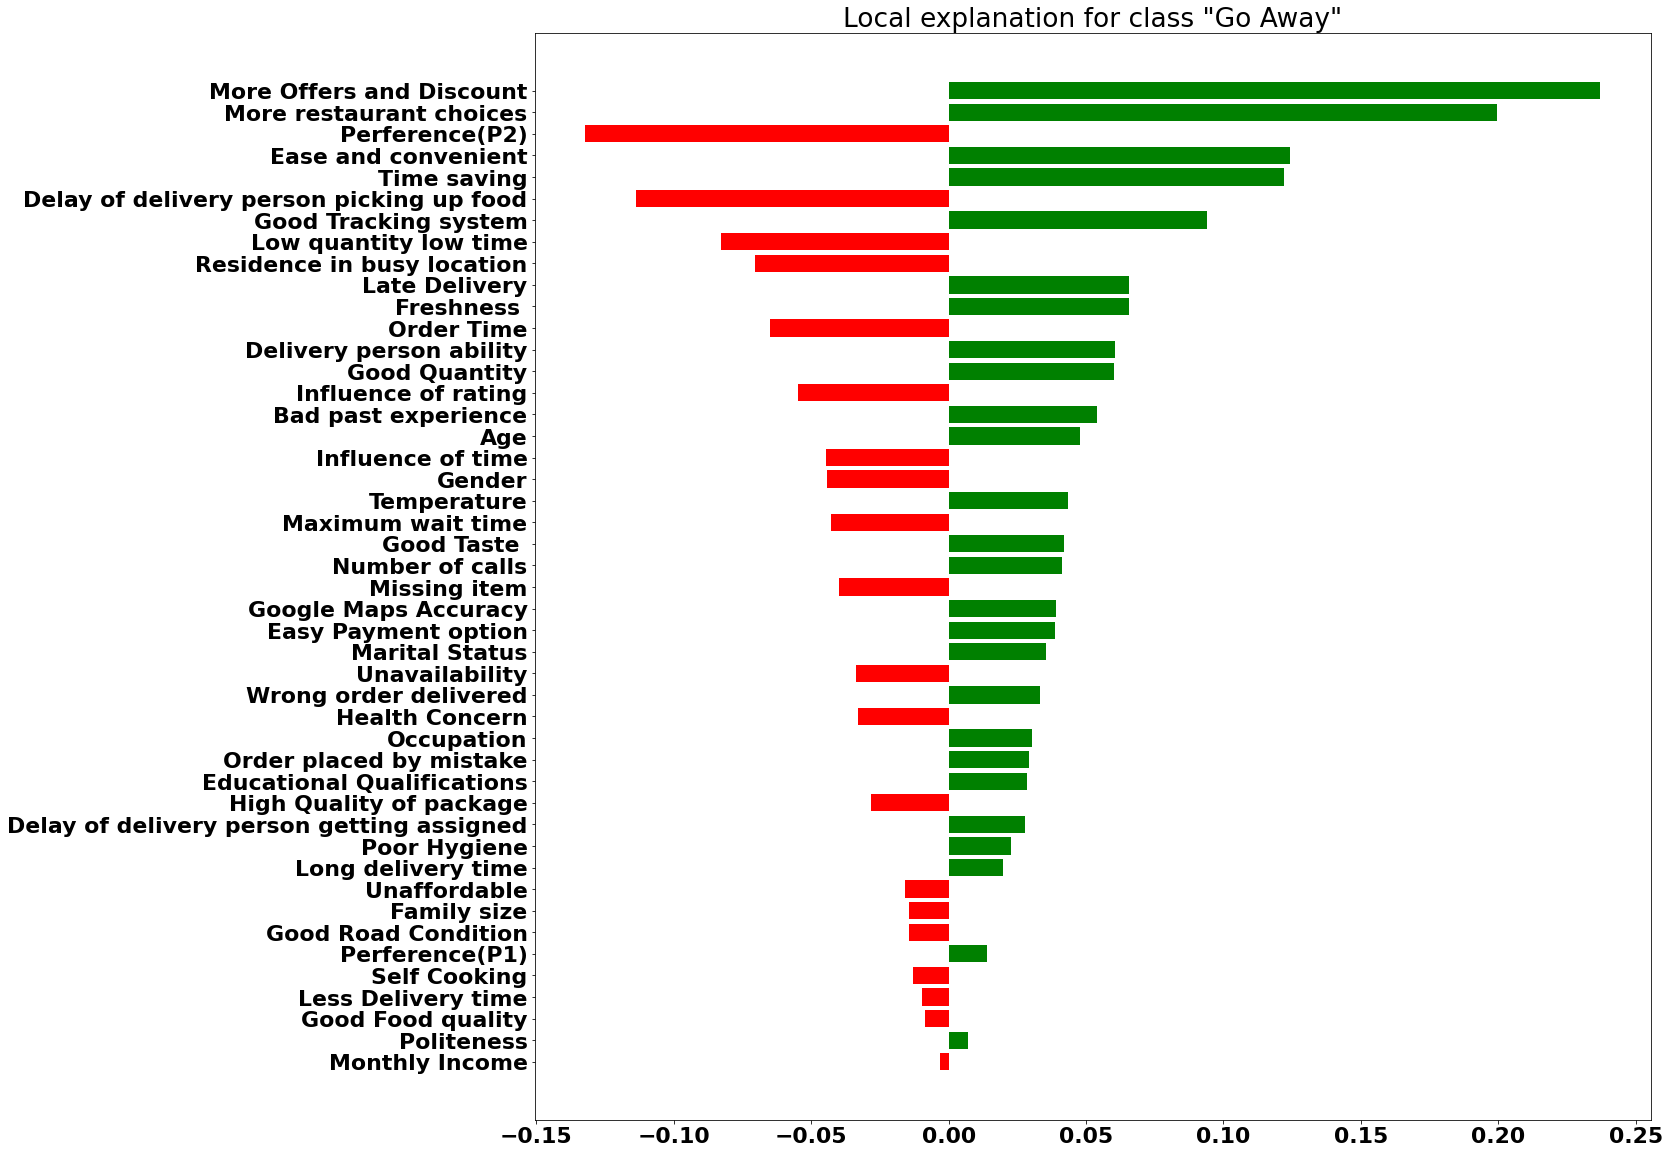 Local explanation for class "Go Away"
More Offers and Discount
More restaurant choices
Perference(P2)
Ease and convenient
Time saving
Delay of delivery person picking up food
Good Tracking system
Low quantity low time
Residence in busy location
Late Delivery
Freshness
Order Time
Delivery person ability
Good Quantity
Influence of rating
Bad past experience
Age
Influence of time
Gender
Temperature
Maximum wait time
Good Taste
Number of calls
Missing item
Google Maps Accuracy
Easy Payment option
Marital Status
Unavailability
Wrong order delivered
Health Concern
Occupation
Order placed by mistake
Educational Qualifications
High Quality of package
Delay of delivery person getting assigned
Poor Hygiene
Long delivery time
Unaffordable
Family size
Good Road Condition
Perference(P1)
Self Cooking
Less Delivery time
Good Food quality
Politeness
Monthly Income
−0.15 −0.10 −0.05 0.00 0.05 0.10 0.15 0.20 0.25